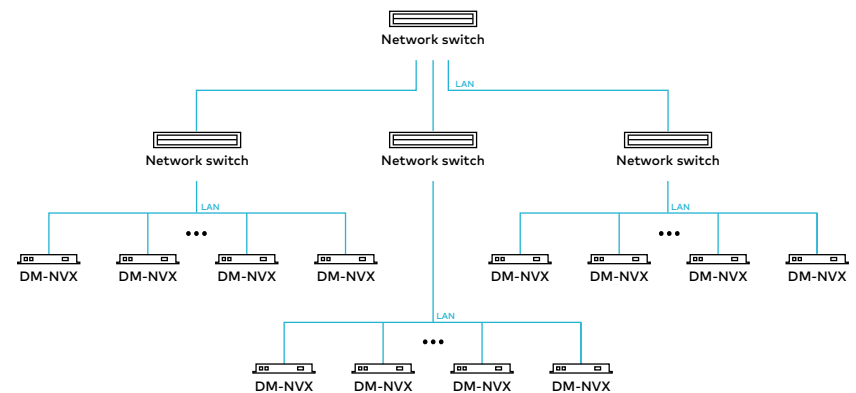 Network switch
LAN
Network switch
Network switch
Network switch
LAN
LAN
•••
•••
DM-NVX
DM-NVX
DM-NVX
DM-NVX
DM-NVX
DM-NVX
DM-NVX
DM-NVX
LAN
•••
DM-NVX
DM-NVX
DM-NVX
DM-NVX